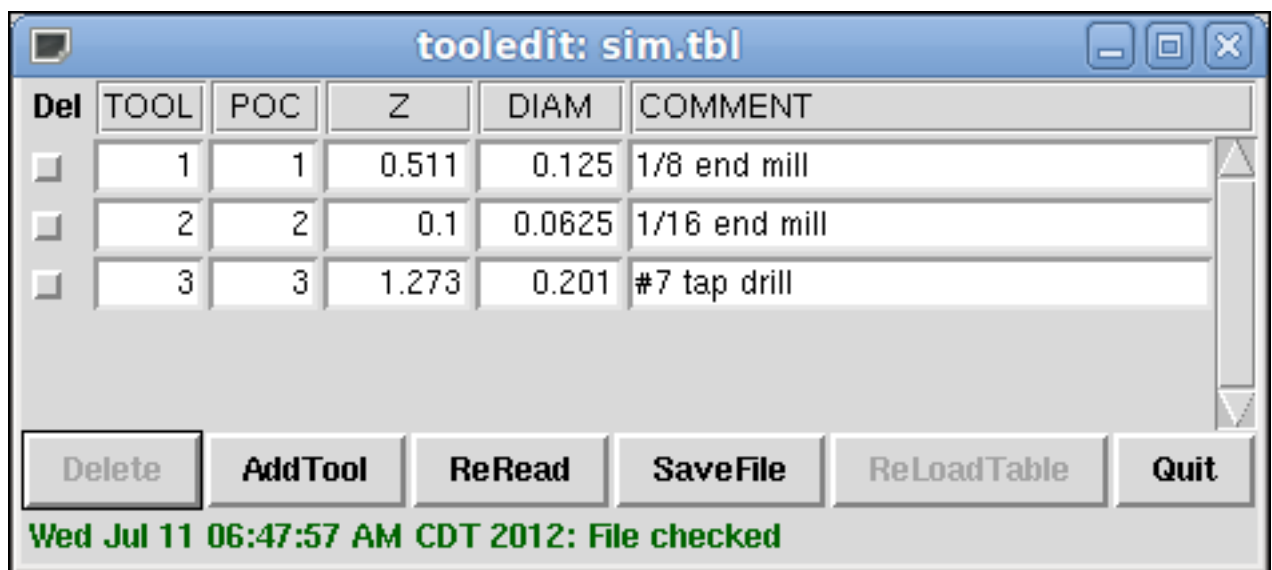 tooledit: sim.tbl
Del TOOL POC Z DIAM COMMENT
1 1 0.511 0.125 1/8 end mill
2 2 0.1 0.0625 1/16 end mill
3 3 1.273 0.201 #7 tap drill
Delete AddTool ReRead SaveFile ReLoadTable Quit
Wed Jul 11 06:47:57 AM CDT 2012: File checked